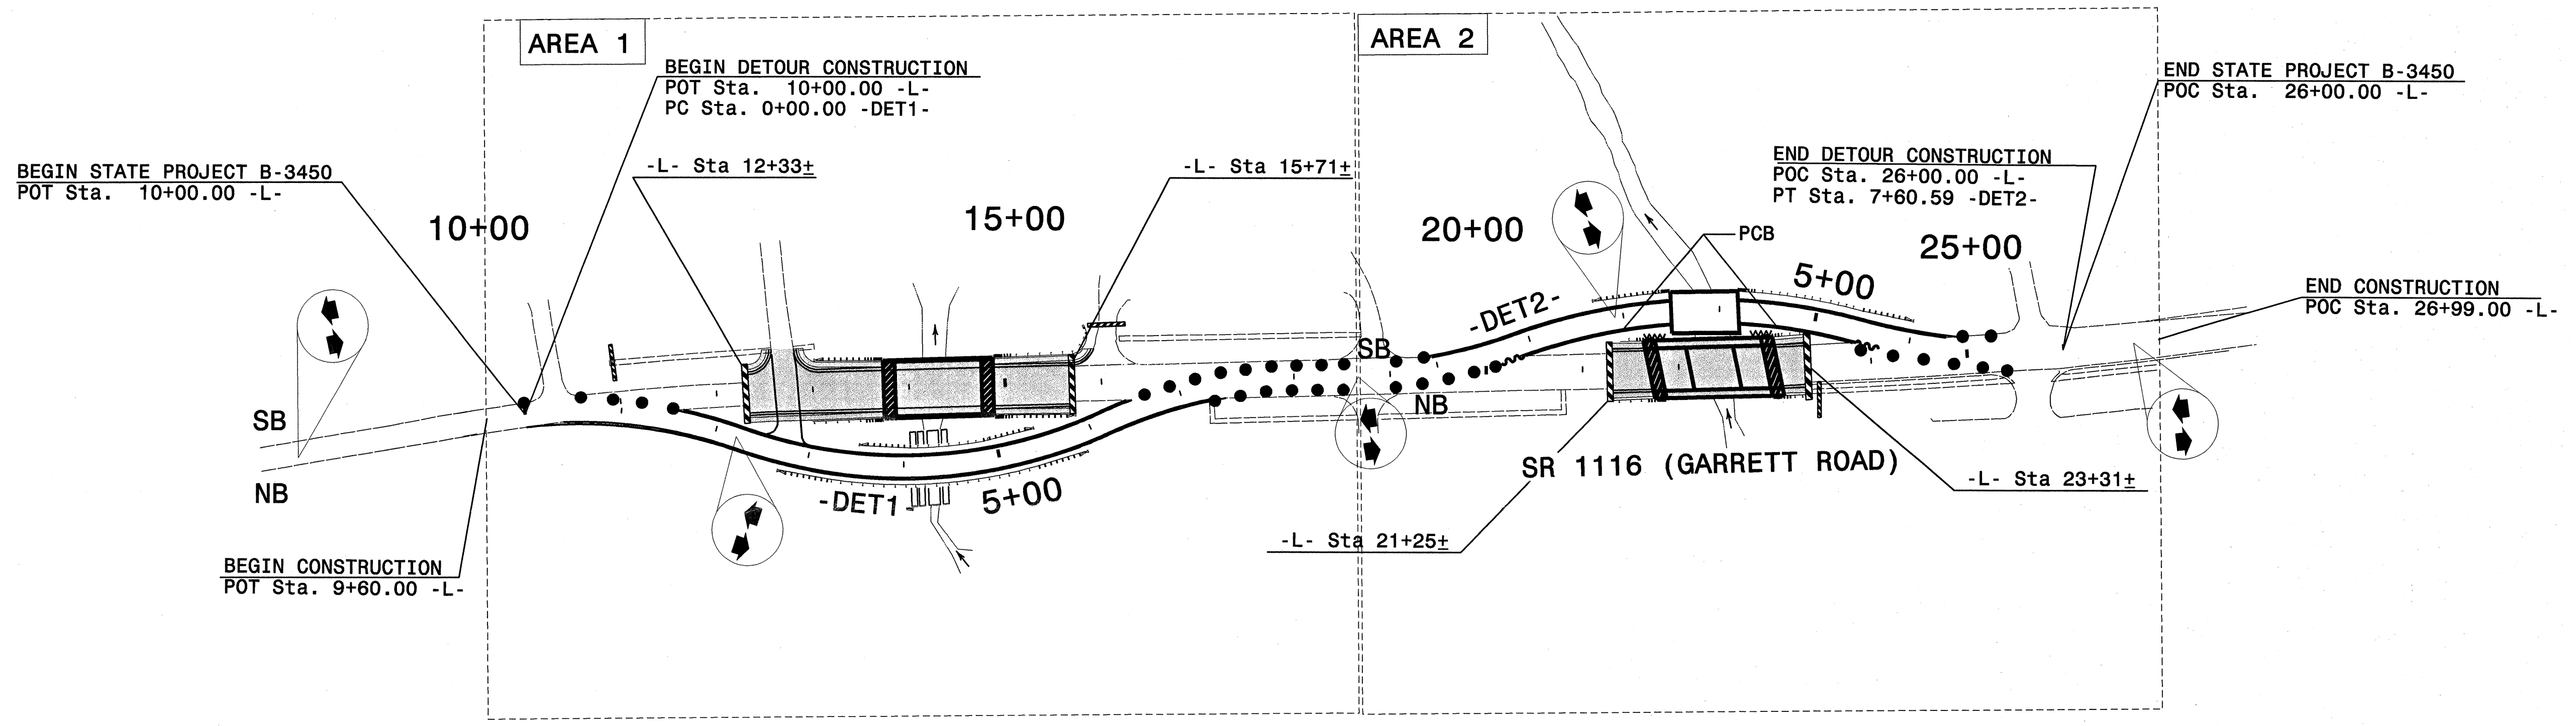 AREA 1
AREA 2
BEGIN DETOUR CONSTRUCTION
POT Sta. 10+00.00 -L-
PC Sta. 0+00.00 -DET1-
END STATE PROJECT B-3450
POC Sta. 26+00.00 -L-
BEGIN STATE PROJECT B-3450
POT Sta. 10+00.00 -L-
-L- Sta 12+33±
-L- Sta 15+71±
END DETOUR CONSTRUCTION
POC Sta. 26+00.00 -L-
PT Sta. 7+60.59 -DET2-
10+00
15+00
20+00
PCB
25+00
5+00
-DET2-
END CONSTRUCTION
POC Sta. 26+99.00 -L-
SB
NB
SB
NB
-DET1-
5+00
SR 1116 (GARRETT ROAD)
-L- Sta 23+31±
-L- Sta 21+25±
BEGIN CONSTRUCTION
POT Sta. 9+60.00 -L-